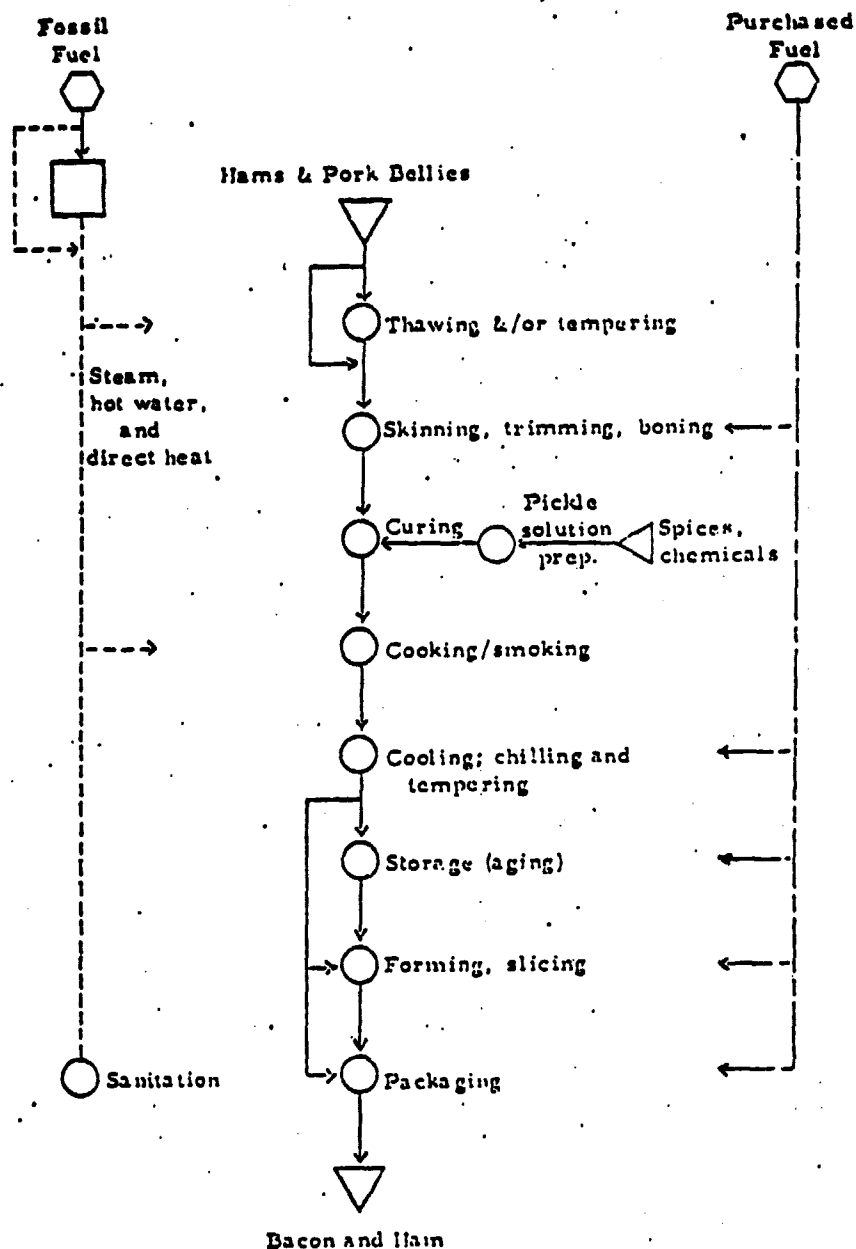 Fossil
Fuel
Purchased
Fuel
Hams & Pork Bellies
Thawing &/or tempering
Steam,
hot water,
and
direct heat
Skinning, trimming, boning
Pickle
Curing
solution
Spices,
prep.
chemicals
Cooking/smoking
Cooling; chilling and
tempering
Storage (aging)
Forming, slicing
Sanitation
Packaging
Bacon and Ham